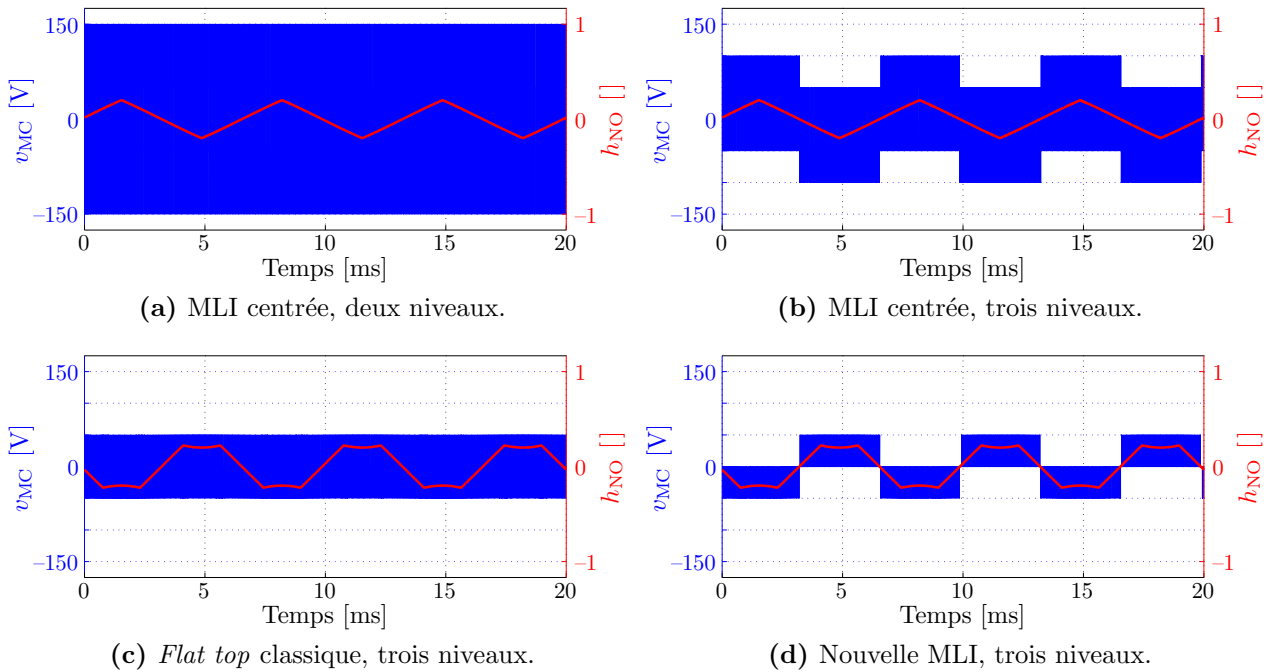 150
0
−150
v_MC [V]
1
0
−1
h_NO []
0 5 10 15 20
Temps [ms]
(a) MLI centrée, deux niveaux.
150
0
−150
v_MC [V]
1
0
−1
h_NO []
0 5 10 15 20
Temps [ms]
(b) MLI centrée, trois niveaux.
150
0
−150
v_MC [V]
1
0
−1
h_NO []
0 5 10 15 20
Temps [ms]
(c) Flat top classique, trois niveaux.
150
0
−150
v_MC [V]
1
0
−1
h_NO []
0 5 10 15 20
Temps [ms]
(d) Nouvelle MLI, trois niveaux.